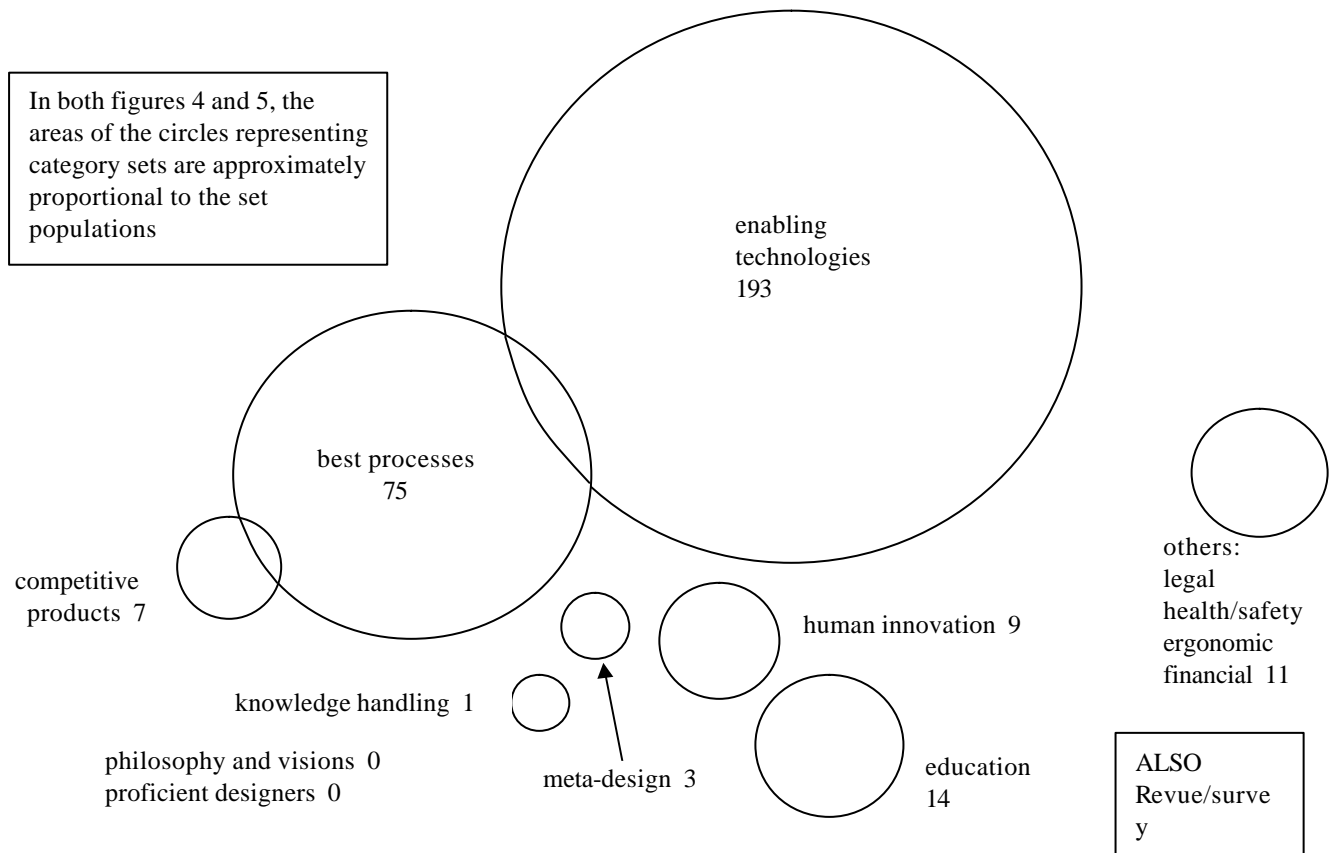 In both figures 4 and 5, the
areas of the circles representing
category sets are approximately
proportional to the set
populations
enabling
technologies
193
best processes
75
competitive
products 7
others:
legal
health/safety
ergonomic
financial 11
human innovation 9
knowledge handling 1
philosophy and visions 0
proficient designers 0
meta-design 3
education
14
ALSO
Revue/surve
y